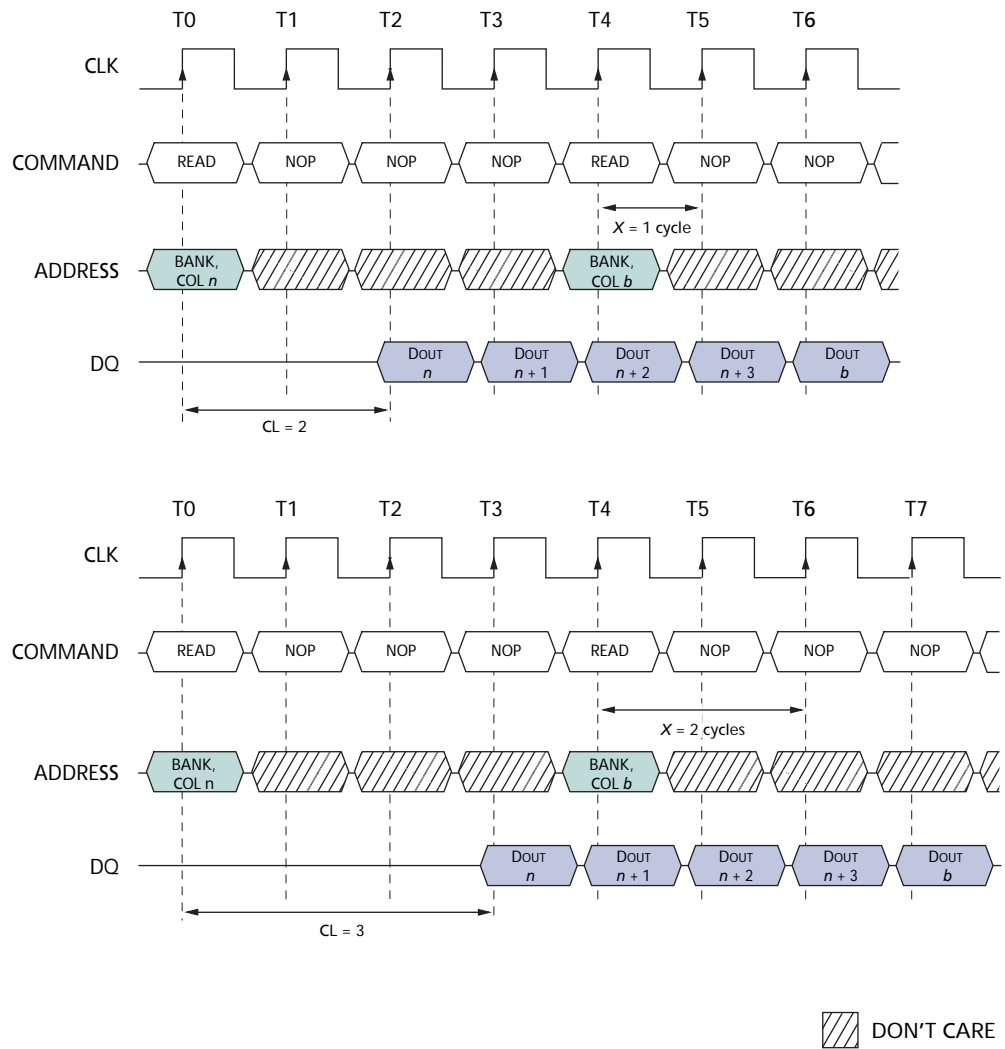 T0 T1 T2 T3 T4 T5 T6
CLK
COMMAND READ NOP NOP NOP READ NOP NOP
X = 1 cycle
ADDRESS BANK, COL n BANK, COL b
DQ DOUT n DOUT n + 1 DOUT n + 2 DOUT n + 3 DOUT b
CL = 2
T0 T1 T2 T3 T4 T5 T6 T7
CLK
COMMAND READ NOP NOP NOP READ NOP NOP NOP
X = 2 cycles
ADDRESS BANK, COL n BANK, COL b
DQ DOUT n DOUT n + 1 DOUT n + 2 DOUT n + 3 DOUT b
CL = 3
DON'T CARE